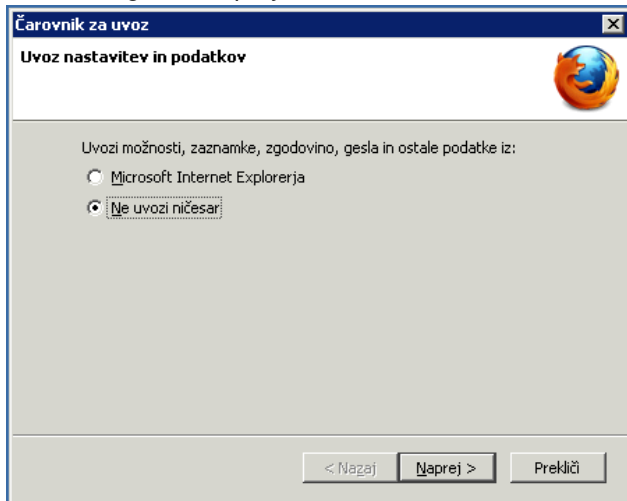 Čarovnik za uvoz
Uvoz nastavitev in podatkov
Uvozi možnosti, zaznamke, zgodovino, gesla in ostale podatke iz:
Microsoft Internet Explorerja
Ne uvozi ničesar
< Nazaj Naprej > Prekliči